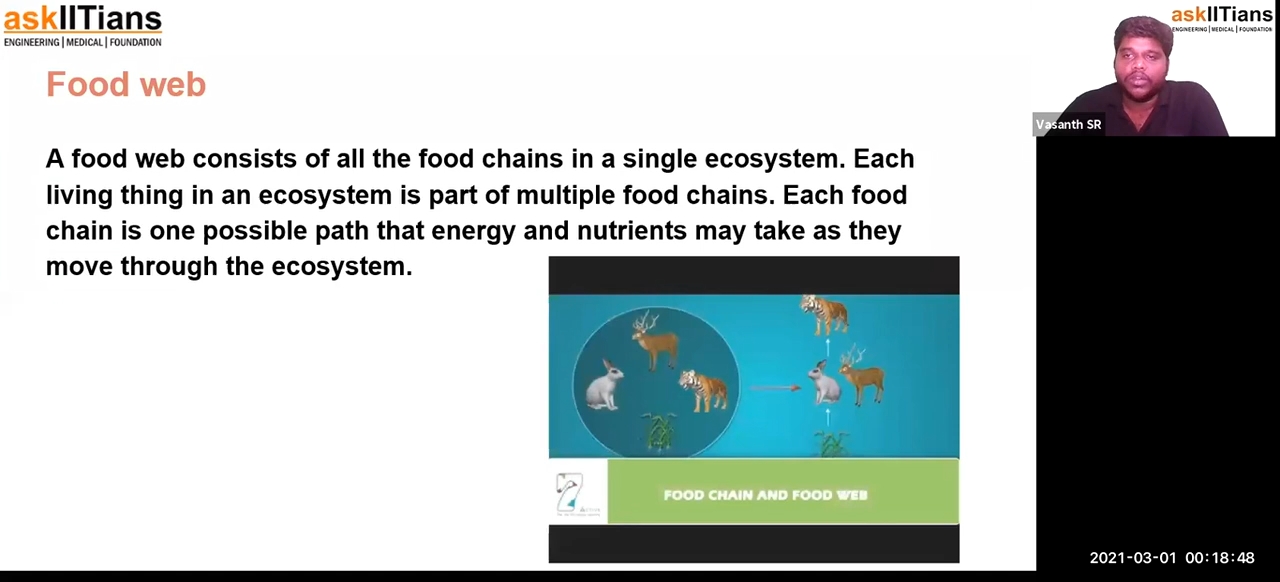 askIITians
ENGINEERING | MEDICAL | FOUNDATION
askIITians
ENGINEERING | MEDICAL | FOUNDATION
Food web
Vasanth SR
A food web consists of all the food chains in a single ecosystem. Each
living thing in an ecosystem is part of multiple food chains. Each food
chain is one possible path that energy and nutrients may take as they
move through the ecosystem.
FOOD CHAIN AND FOOD WEB
2021-03-01 00:18:48